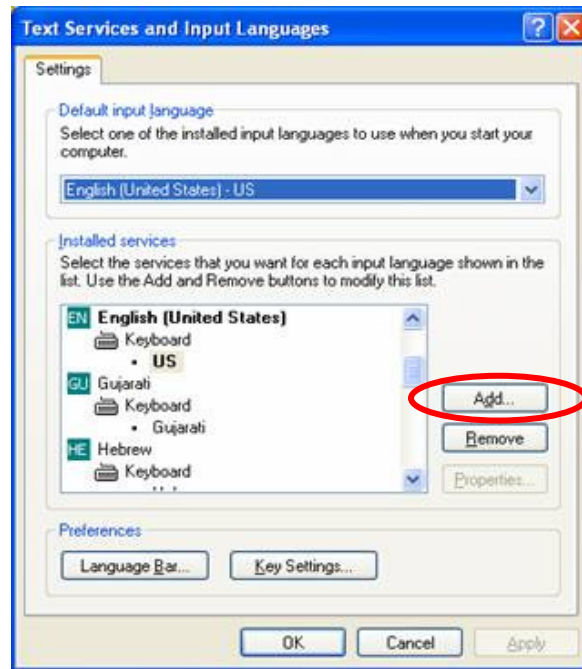 Text Services and Input Languages
Settings
Default input language
Select one of the installed input languages to use when you start your
computer.
English (United States) - US
Installed services
Select the services that you want for each input language shown in the
list. Use the Add and Remove buttons to modify this list.
EN English (United States)
Keyboard
• US
GU Gujarati
Keyboard
• Gujarati
HE Hebrew
Keyboard
Add...
Remove
Properties...
Preferences
Language Bar...
Key Settings...
OK
Cancel
Apply